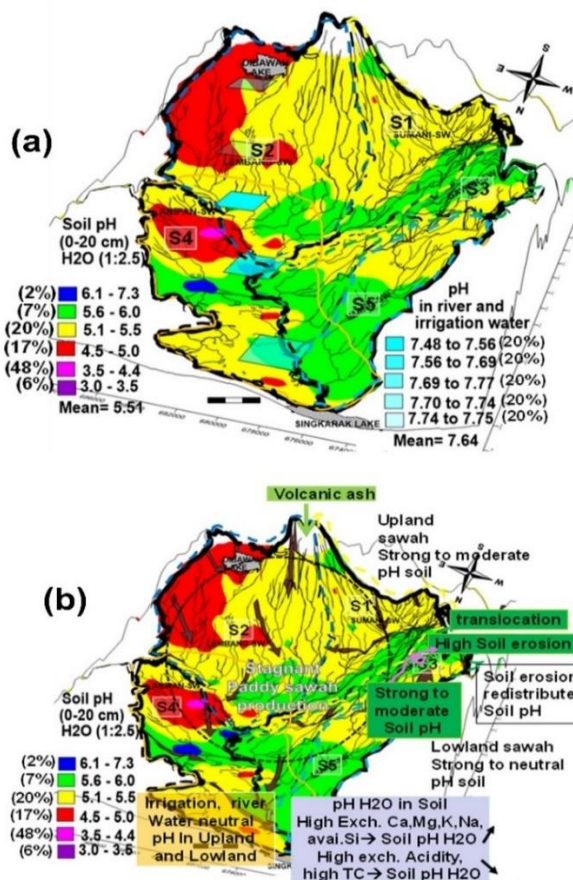 (a)
DIBAWAH
LAKE
S
W
E
N
S1
SUMANI-SW
S2
LEMBANG-SW
S3
S4
S5
Soil pH
(0-20 cm)
H2O (1:2.5)
(2%) 6.1 - 7.3
(7%) 5.6 - 6.0
(20%) 5.1 - 5.5
(17%) 4.5 - 5.0
(48%) 3.5 - 4.4
(6%) 3.0 - 3.5
Mean= 5.51
pH
in river and
irrigation water
7.48 to 7.56 (20%)
7.56 to 7.69 (20%)
7.69 to 7.77 (20%)
7.70 to 7.74 (20%)
7.74 to 7.75 (20%)
Mean= 7.64
SINGKARAK LAKE
680000
676000
(b)
Volcanic ash
Upland
sawah
Strong to moderate
pH soil
S
W
E
N
S1
SUMANI-SW
S2
translocation
High Soil erosion
S3
Stagnant
Paddy sawah
production
Strong to
moderate
Soil pH
Soil erosion
redistribute
Soil pH
S4
S5
Lowland sawah
Strong to neutral
pH soil
Soil pH
(0-20 cm)
H2O (1:2.5)
(2%) 6.1 - 7.3
(7%) 5.6 - 6.0
(20%) 5.1 - 5.5
(17%) 4.5 - 5.0
(48%) 3.5 - 4.4
(6%) 3.0 - 3.5
Irrigation, river
Water neutral
pH In Upland
and Lowland
pH H2O in Soil
High Exch. Ca,Mg,K,Na,
avai.Si→ Soil pH H2O
High exch. Acidity,
high TC→ Soil pH H2O